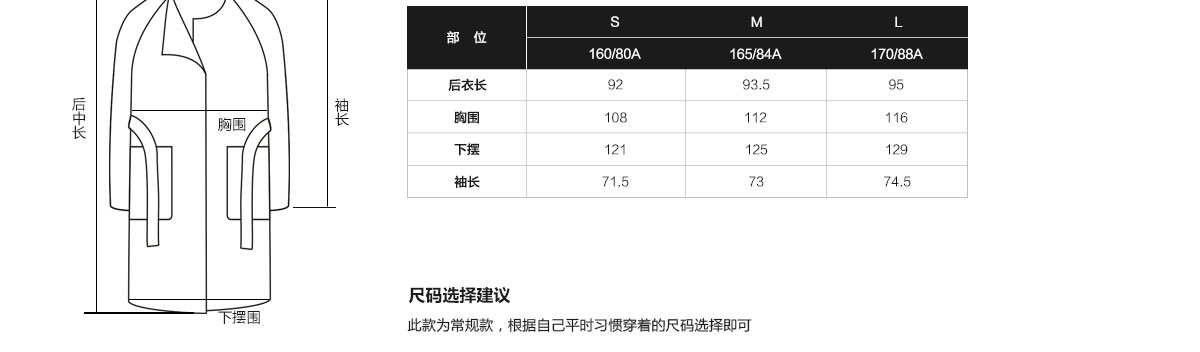 后中长
胸围
袖长
下摆围
部 位 S M L
160/80A 165/84A 170/88A
后衣长 92 93.5 95
胸围 108 112 116
下摆 121 125 129
袖长 71.5 73 74.5
尺码选择建议
此款为常规款，根据自己平时习惯穿着的尺码选择即可